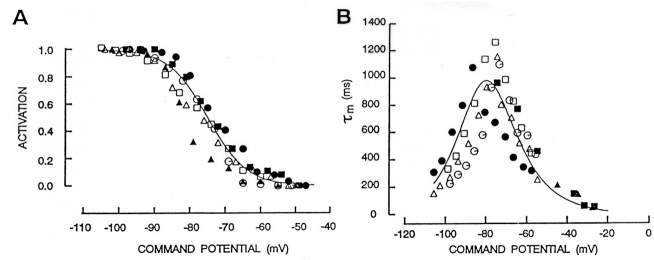 A
B
1.0
0.8
0.6
0.4
0.2
0.0
ACTIVATION
-110 -100 -90 -80 -70 -60 -50 -40
COMMAND POTENTIAL (mV)
1400
1200
1000
800
600
400
200
0
τm (ms)
-120 -100 -80 -60 -40 -20 0
COMMAND POTENTIAL (mV)